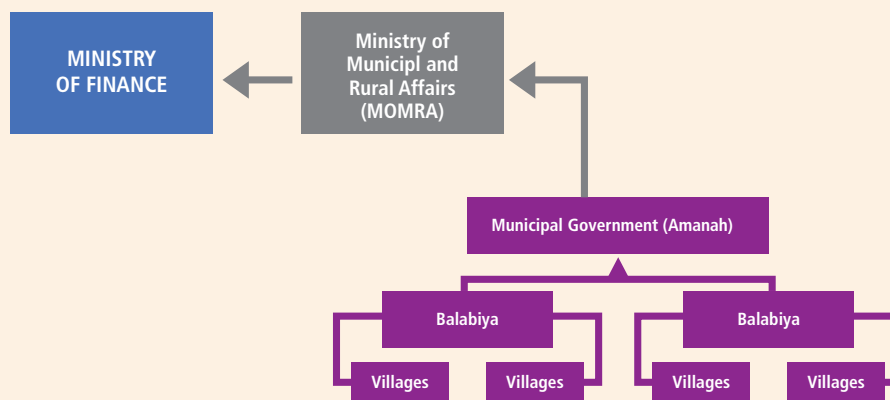 MINISTRY
OF FINANCE
Ministry of
Municipl and
Rural Affairs
(MOMRA)
Municipal Government (Amanah)
Balabiya
Balabiya
Villages
Villages
Villages
Villages